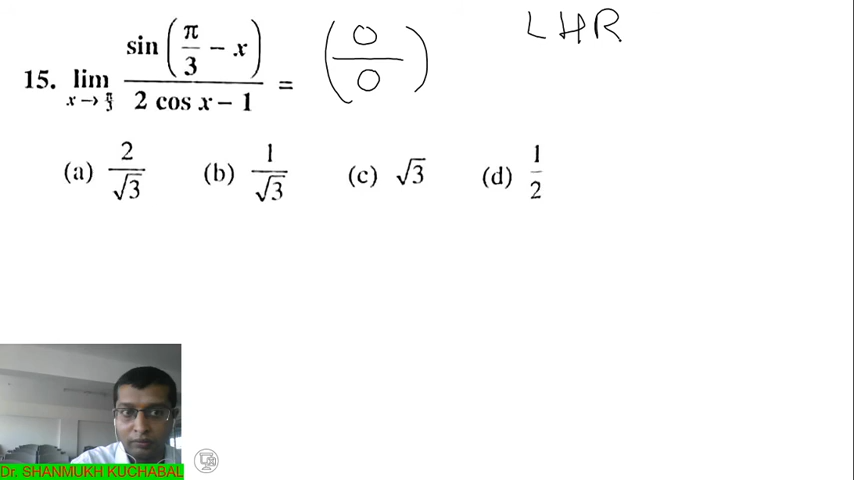 15. lim x → π/3 sin(π/3 − x) / (2 cos x − 1) = (0/0) LHR
(a) 2/√3 (b) 1/√3 (c) √3 (d) 1/2
Dr. SHANMUKH KUCHABAL